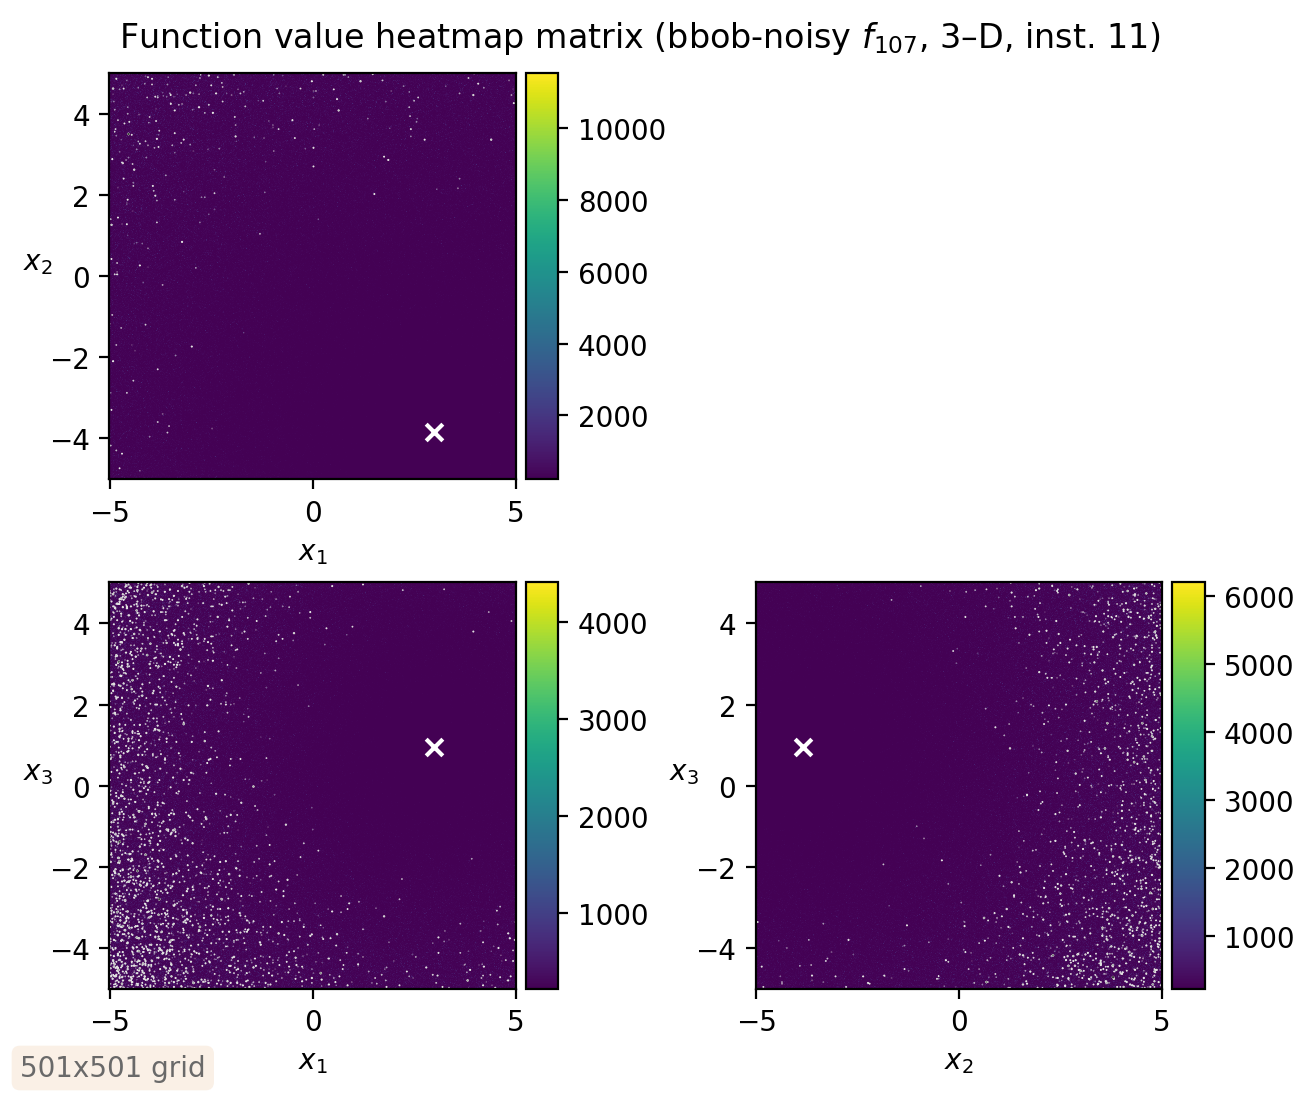 Function value heatmap matrix (bbob-noisy f₁₀₇, 3–D, inst. 11)
4
2
0
−2
−4
x₂
−5 0 5
x₁
10000
8000
6000
4000
2000
4
2
0
−2
−4
x₃
−5 0 5
x₁
4000
3000
2000
1000
4
2
0
−2
−4
x₃
−5 0 5
x₂
6000
5000
4000
3000
2000
1000
501x501 grid